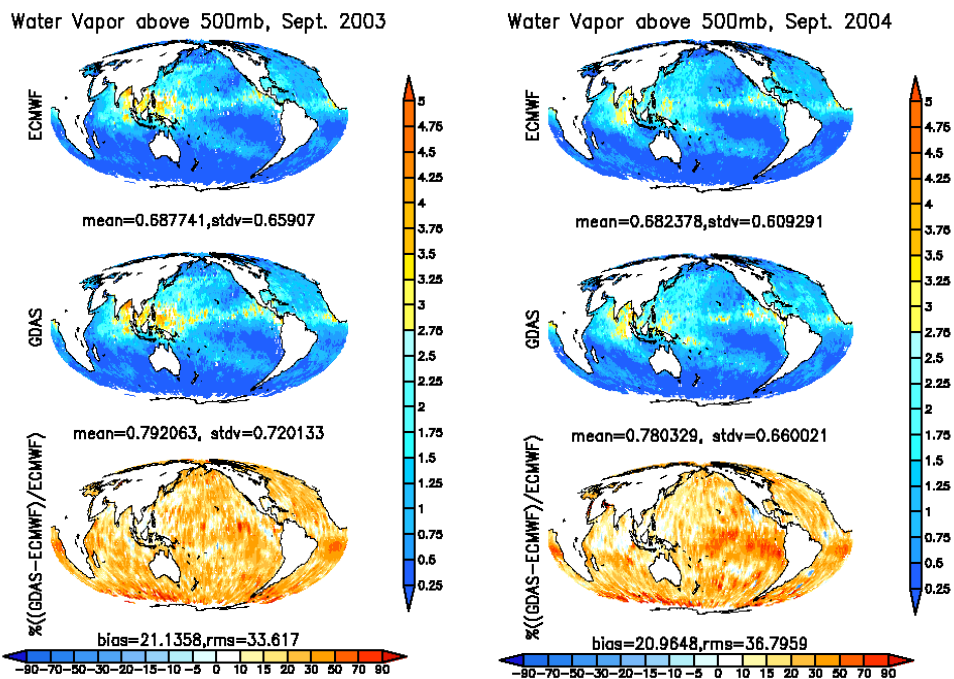 Water Vapor above 500mb, Sept. 2003
ECMWF
mean=0.687741,stdv=0.65907
GDAS
mean=0.792063, stdv=0.720133
%((GDAS-ECMWF)/ECMWF)
bias=21.1358,rms=33.617
-90-70-50-30-20-15-10 -5 0 10 15 20 30 70 90
5
4.75
4.5
4.25
4
3.75
3.5
3.25
3
2.75
2.5
2.25
2
1.75
1.5
1.25
1
0.75
0.5
0.25
Water Vapor above 500mb, Sept. 2004
ECMWF
mean=0.682378,stdv=0.609291
GDAS
mean=0.780329, stdv=0.660021
%((GDAS-ECMWF)/ECMWF)
bias=20.9648,rms=36.7959
-90-70-50-30-20-15-10 -5 0 10 15 20 30 70 90
5
4.75
4.5
4.25
4
3.75
3.5
3.25
3
2.75
2.5
2.25
2
1.75
1.5
1.25
1
0.75
0.5
0.25